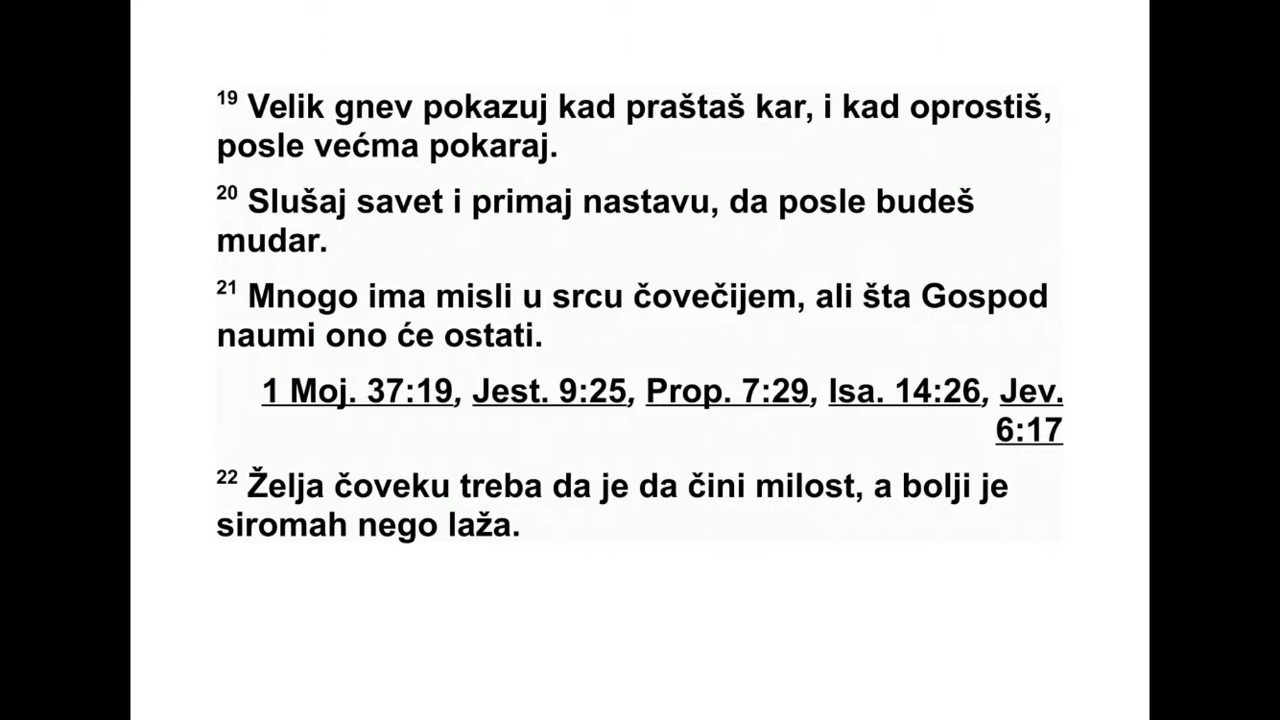 19 Velik gnev pokazuj kad praštaš kar, i kad oprostiš,
posle većma pokaraj.
20 Slušaj savet i primaj nastavu, da posle budeš
mudar.
21 Mnogo ima misli u srcu čovečijem, ali šta Gospod
naumi ono će ostati.
1 Moj. 37:19, Jest. 9:25, Prop. 7:29, Isa. 14:26, Jev.
6:17
22 Želja čoveku treba da je da čini milost, a bolji je
siromah nego laža.